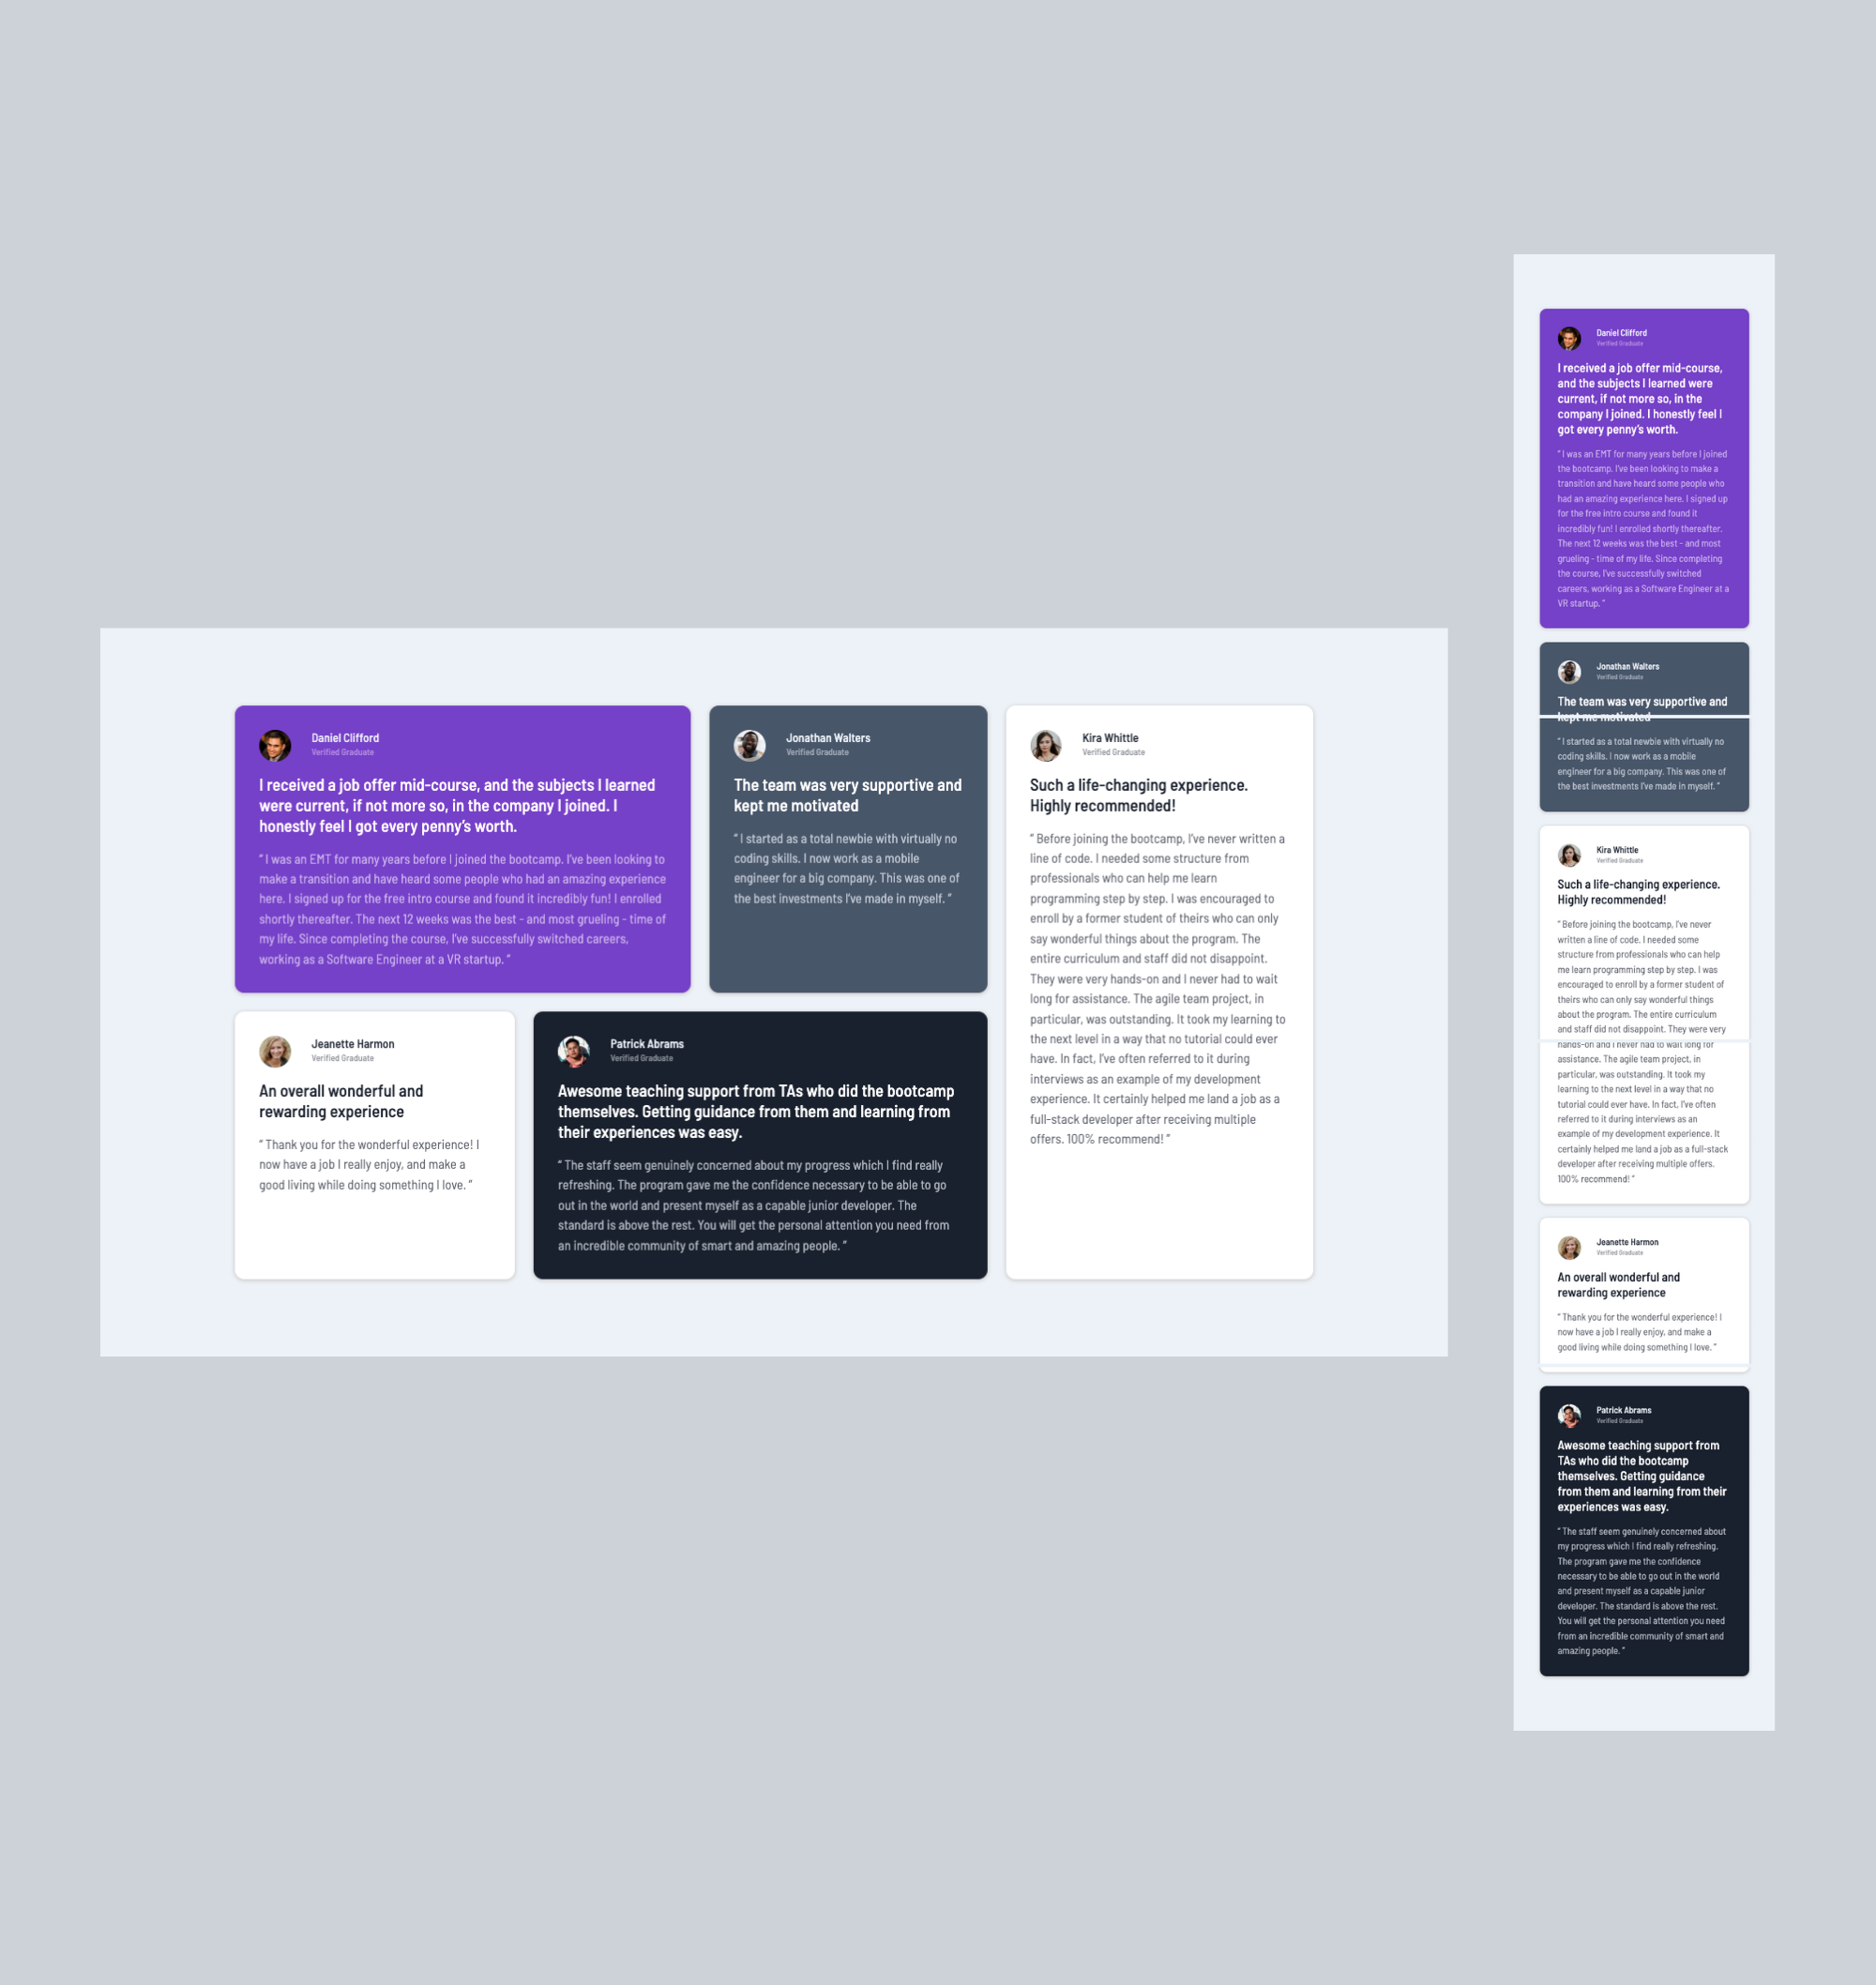 Daniel Clifford
Verified Graduate
I received a job offer mid-course, and the subjects I learned
were current, if not more so, in the company I joined. I
honestly feel I got every penny’s worth.
“ I was an EMT for many years before I joined the bootcamp. I’ve been looking to
make a transition and have heard some people who had an amazing experience
here. I signed up for the free intro course and found it incredibly fun! I enrolled
shortly thereafter. The next 12 weeks was the best - and most grueling - time of
my life. Since completing the course, I’ve successfully switched careers,
working as a Software Engineer at a VR startup. ”
Jonathan Walters
Verified Graduate
The team was very supportive and
kept me motivated
“ I started as a total newbie with virtually no
coding skills. I now work as a mobile
engineer for a big company. This was one of
the best investments I’ve made in myself. ”
Kira Whittle
Verified Graduate
Such a life-changing experience.
Highly recommended!
“ Before joining the bootcamp, I’ve never written a
line of code. I needed some structure from
professionals who can help me learn
programming step by step. I was encouraged to
enroll by a former student of theirs who can only
say wonderful things about the program. The
entire curriculum and staff did not disappoint.
They were very hands-on and I never had to wait
long for assistance. The agile team project, in
particular, was outstanding. It took my learning to
the next level in a way that no tutorial could ever
have. In fact, I’ve often referred to it during
interviews as an example of my development
experience. It certainly helped me land a job as a
full-stack developer after receiving multiple
offers. 100% recommend! ”
Jeanette Harmon
Verified Graduate
An overall wonderful and
rewarding experience
“ Thank you for the wonderful experience! I
now have a job I really enjoy, and make a
good living while doing something I love. ”
Patrick Abrams
Verified Graduate
Awesome teaching support from TAs who did the bootcamp
themselves. Getting guidance from them and learning from
their experiences was easy.
“ The staff seem genuinely concerned about my progress which I find really
refreshing. The program gave me the confidence necessary to be able to go
out in the world and present myself as a capable junior developer. The
standard is above the rest. You will get the personal attention you need from
an incredible community of smart and amazing people. ”
Daniel Clifford
Verified Graduate
I received a job offer mid-course,
and the subjects I learned were
current, if not more so, in the
company I joined. I honestly feel I
got every penny’s worth.
“ I was an EMT for many years before I joined
the bootcamp. I’ve been looking to make a
transition and have heard some people who
had an amazing experience here. I signed up
for the free intro course and found it
incredibly fun! I enrolled shortly thereafter.
The next 12 weeks was the best - and most
grueling - time of my life. Since completing
the course, I’ve successfully switched
careers, working as a Software Engineer at a
VR startup. ”
Jonathan Walters
Verified Graduate
The team was very supportive and
kept me motivated
“ I started as a total newbie with virtually no
coding skills. I now work as a mobile
engineer for a big company. This was one of
the best investments I’ve made in myself. ”
Kira Whittle
Verified Graduate
Such a life-changing experience.
Highly recommended!
“ Before joining the bootcamp, I’ve never
written a line of code. I needed some
structure from professionals who can help
me learn programming step by step. I was
encouraged to enroll by a former student of
theirs who can only say wonderful things
about the program. The entire curriculum
and staff did not disappoint. They were very
hands-on and I never had to wait long for
assistance. The agile team project, in
particular, was outstanding. It took my
learning to the next level in a way that no
tutorial could ever have. In fact, I’ve often
referred to it during interviews as an
example of my development experience. It
certainly helped me land a job as a full-stack
developer after receiving multiple offers.
100% recommend! ”
Jeanette Harmon
Verified Graduate
An overall wonderful and
rewarding experience
“ Thank you for the wonderful experience! I
now have a job I really enjoy, and make a
good living while doing something I love. ”
Patrick Abrams
Verified Graduate
Awesome teaching support from
TAs who did the bootcamp
themselves. Getting guidance
from them and learning from their
experiences was easy.
“ The staff seem genuinely concerned about
my progress which I find really refreshing.
The program gave me the confidence
necessary to be able to go out in the world
and present myself as a capable junior
developer. The standard is above the rest.
You will get the personal attention you need
from an incredible community of smart and
amazing people. ”